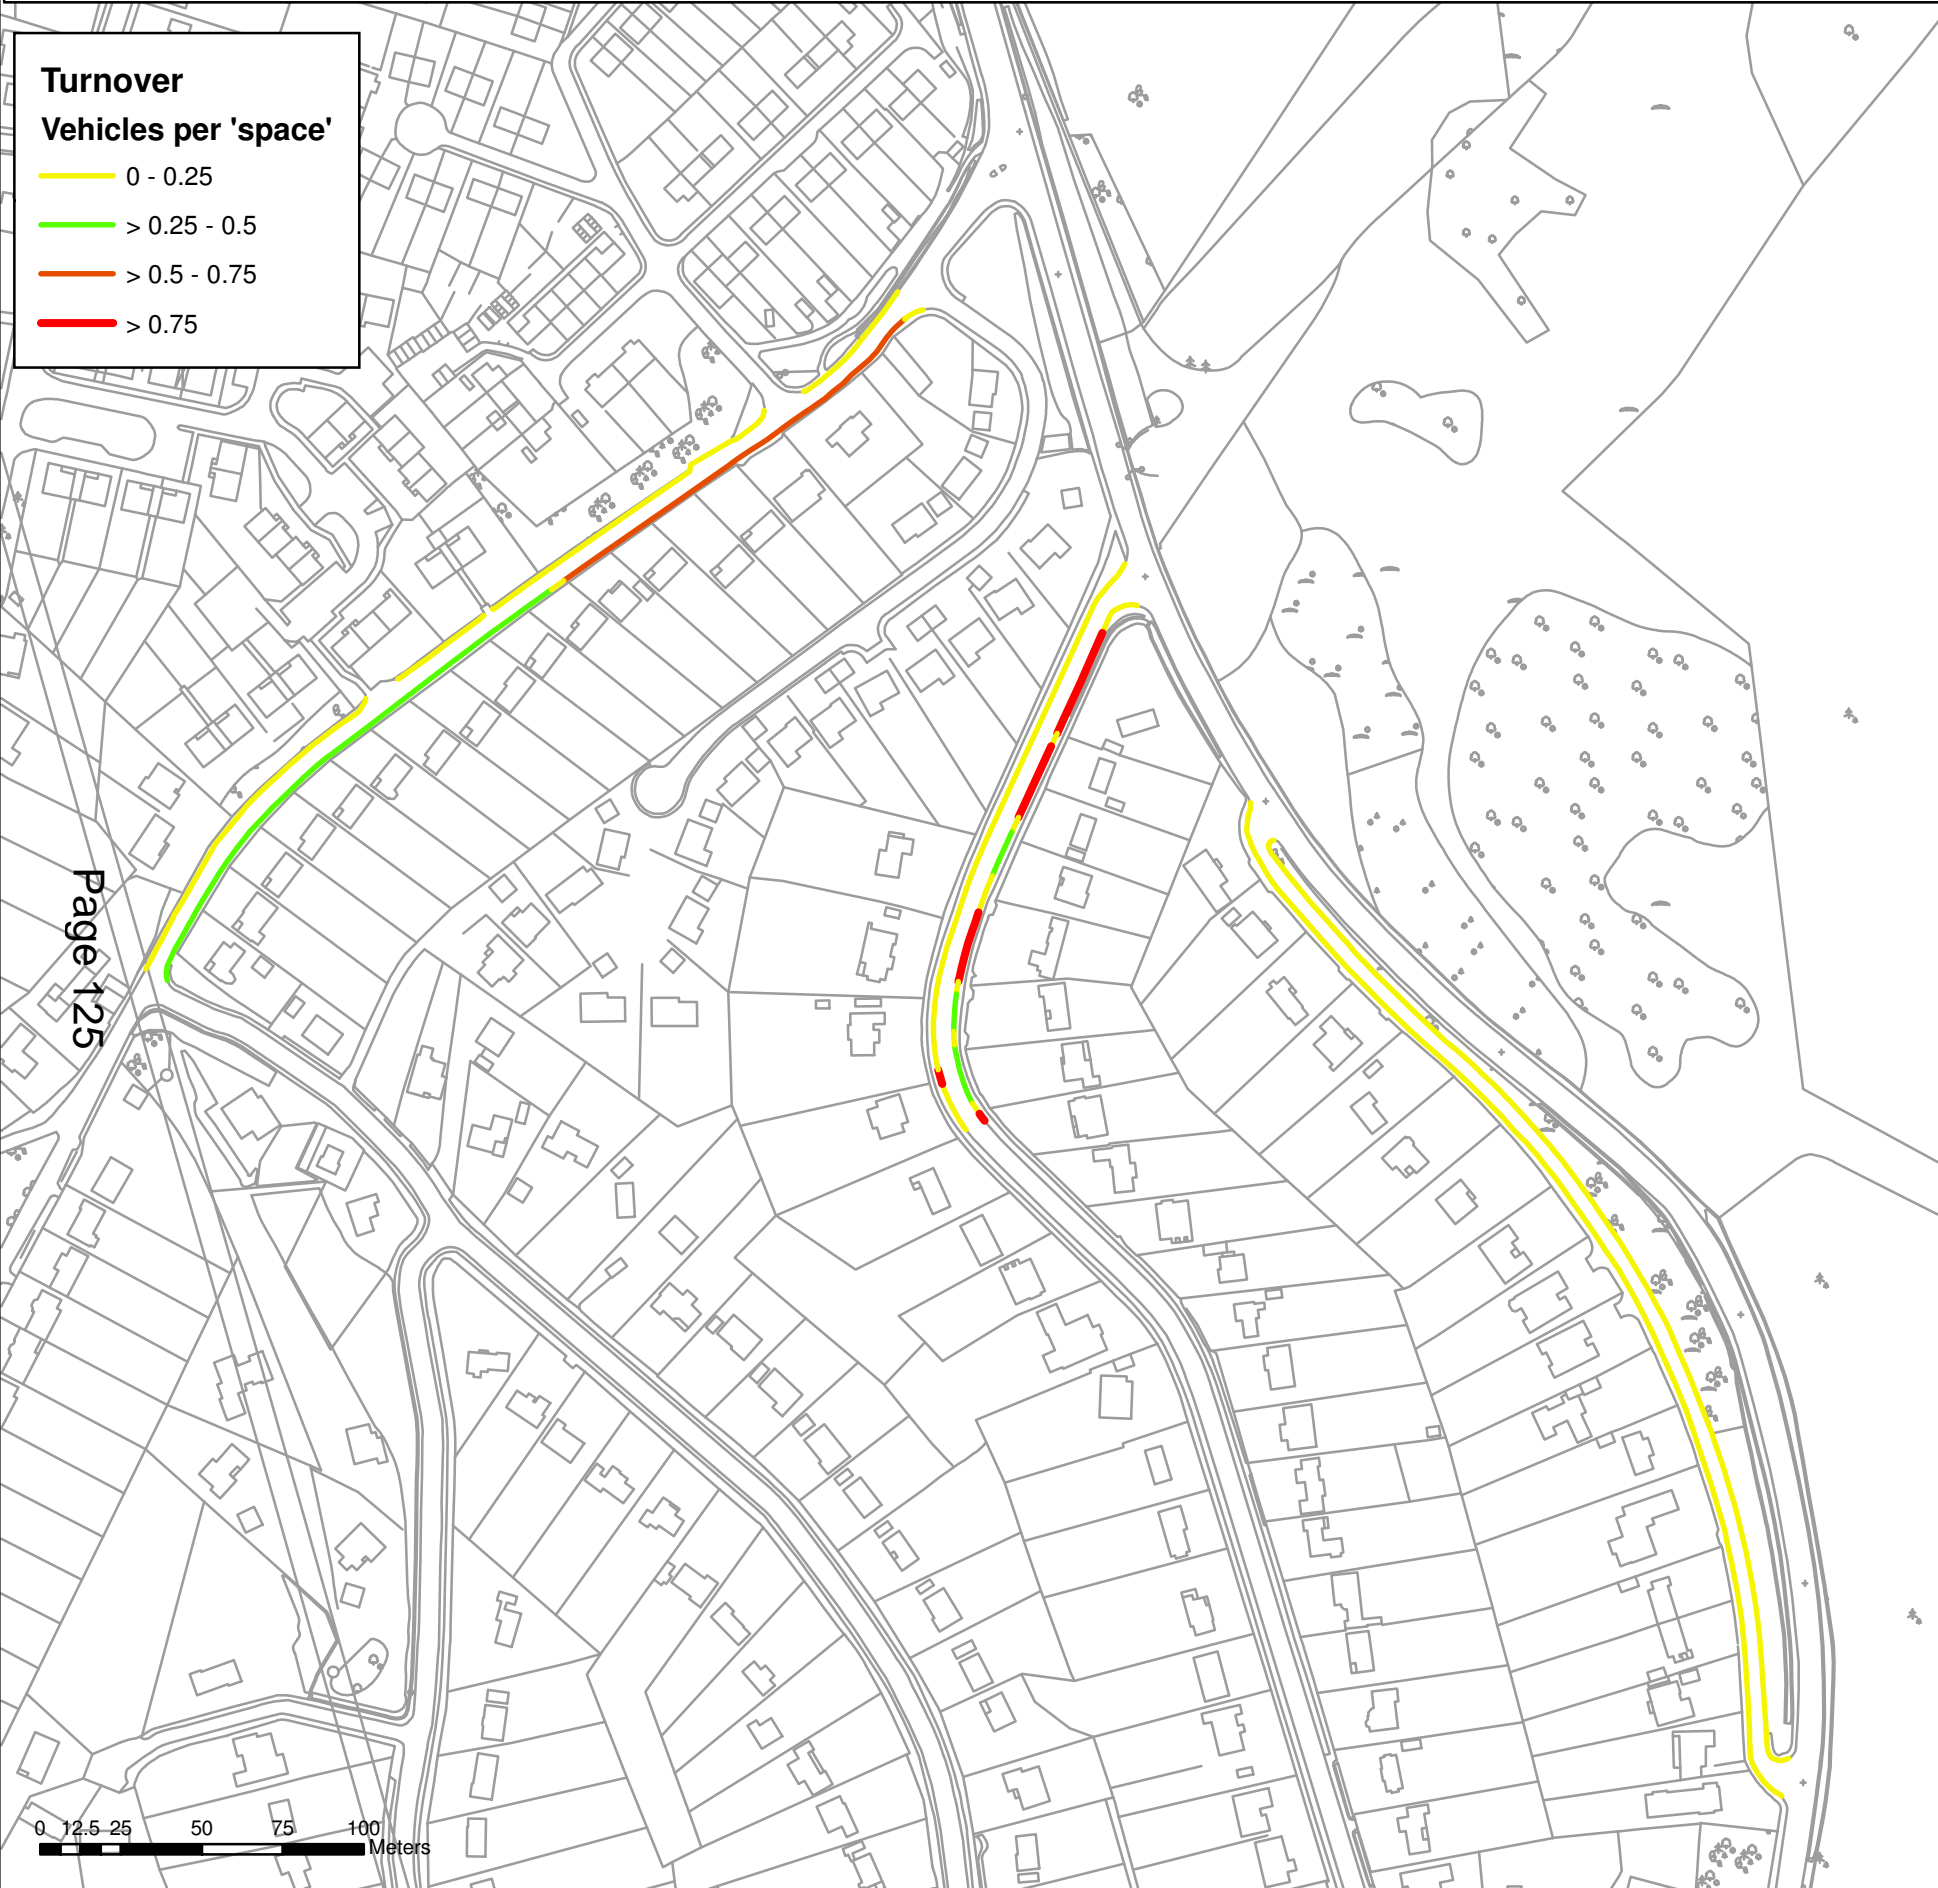 Turnover
Vehicles per 'space'
0 - 0.25
> 0.25 - 0.5
> 0.5 - 0.75
> 0.75
Page 125
0 12.5 25 50 75 100
Meters